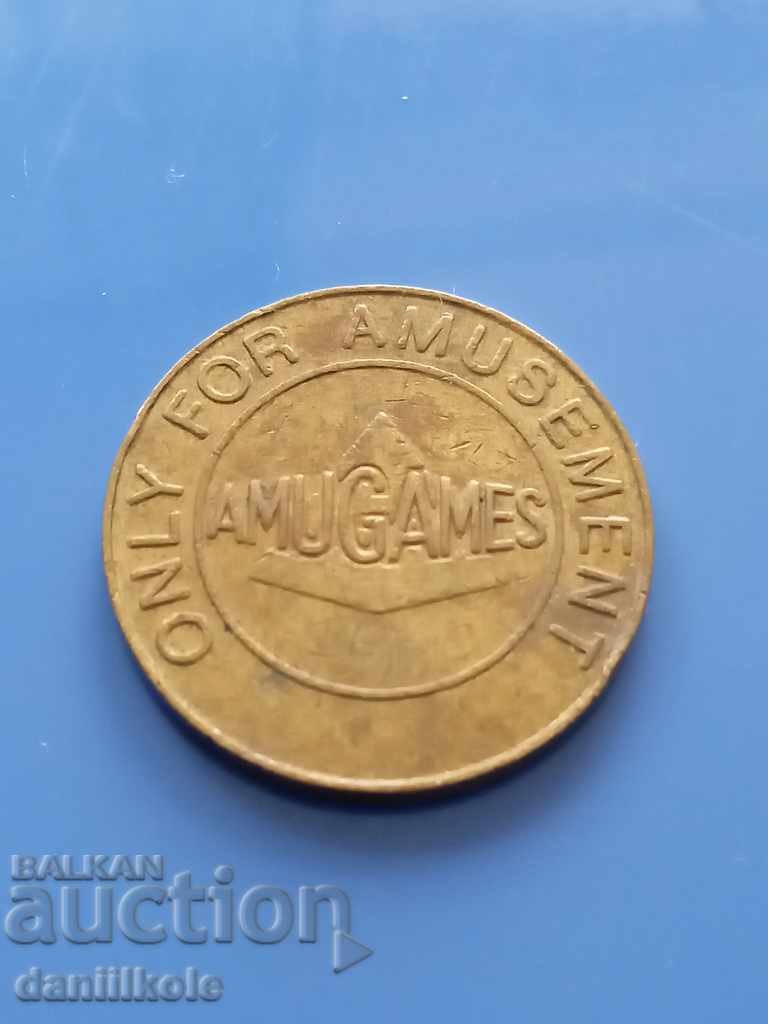 ONLY FOR AMUSEMENT
AMUGAMES
BALKAN
auction
daniilkole